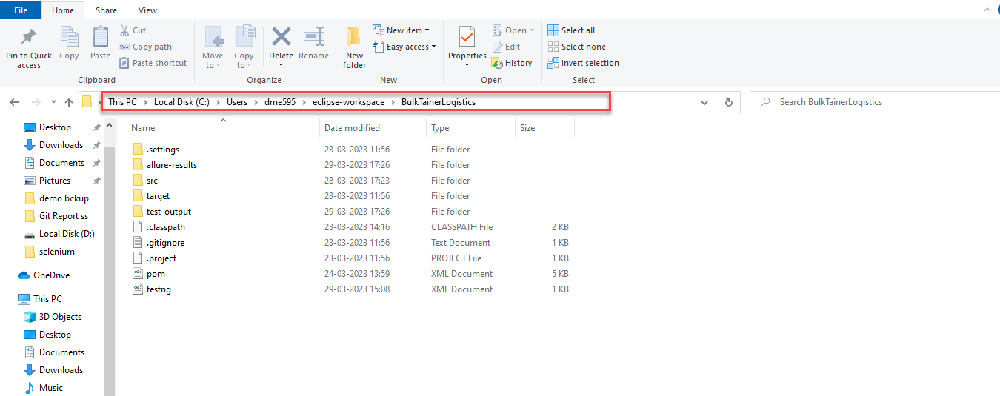 File Home Share View
Pin to Quick access
Copy
Paste
Cut
Copy path
Paste shortcut
Clipboard
Move to
Copy to
Delete
Rename
Organize
New folder
New item
Easy access
New
Properties
Open
Edit
History
Open
Select all
Select none
Invert selection
Select
This PC > Local Disk (C:) > Users > dme595 > eclipse-workspace > BulkTainerLogistics
Search BulkTainerLogistics
Desktop
Downloads
Documents
Pictures
demo bckup
Git Report ss
Local Disk (D:)
selenium
OneDrive
This PC
3D Objects
Desktop
Documents
Downloads
Music
Name Date modified Type Size
.settings 23-03-2023 11:56 File folder
allure-results 29-03-2023 17:26 File folder
src 28-03-2023 17:23 File folder
target 23-03-2023 11:56 File folder
test-output 29-03-2023 17:26 File folder
.classpath 23-03-2023 14:16 CLASSPATH File 2 KB
.gitignore 23-03-2023 11:56 Text Document 1 KB
.project 23-03-2023 11:56 PROJECT File 1 KB
pom 24-03-2023 13:59 XML Document 5 KB
testng 29-03-2023 15:08 XML Document 1 KB